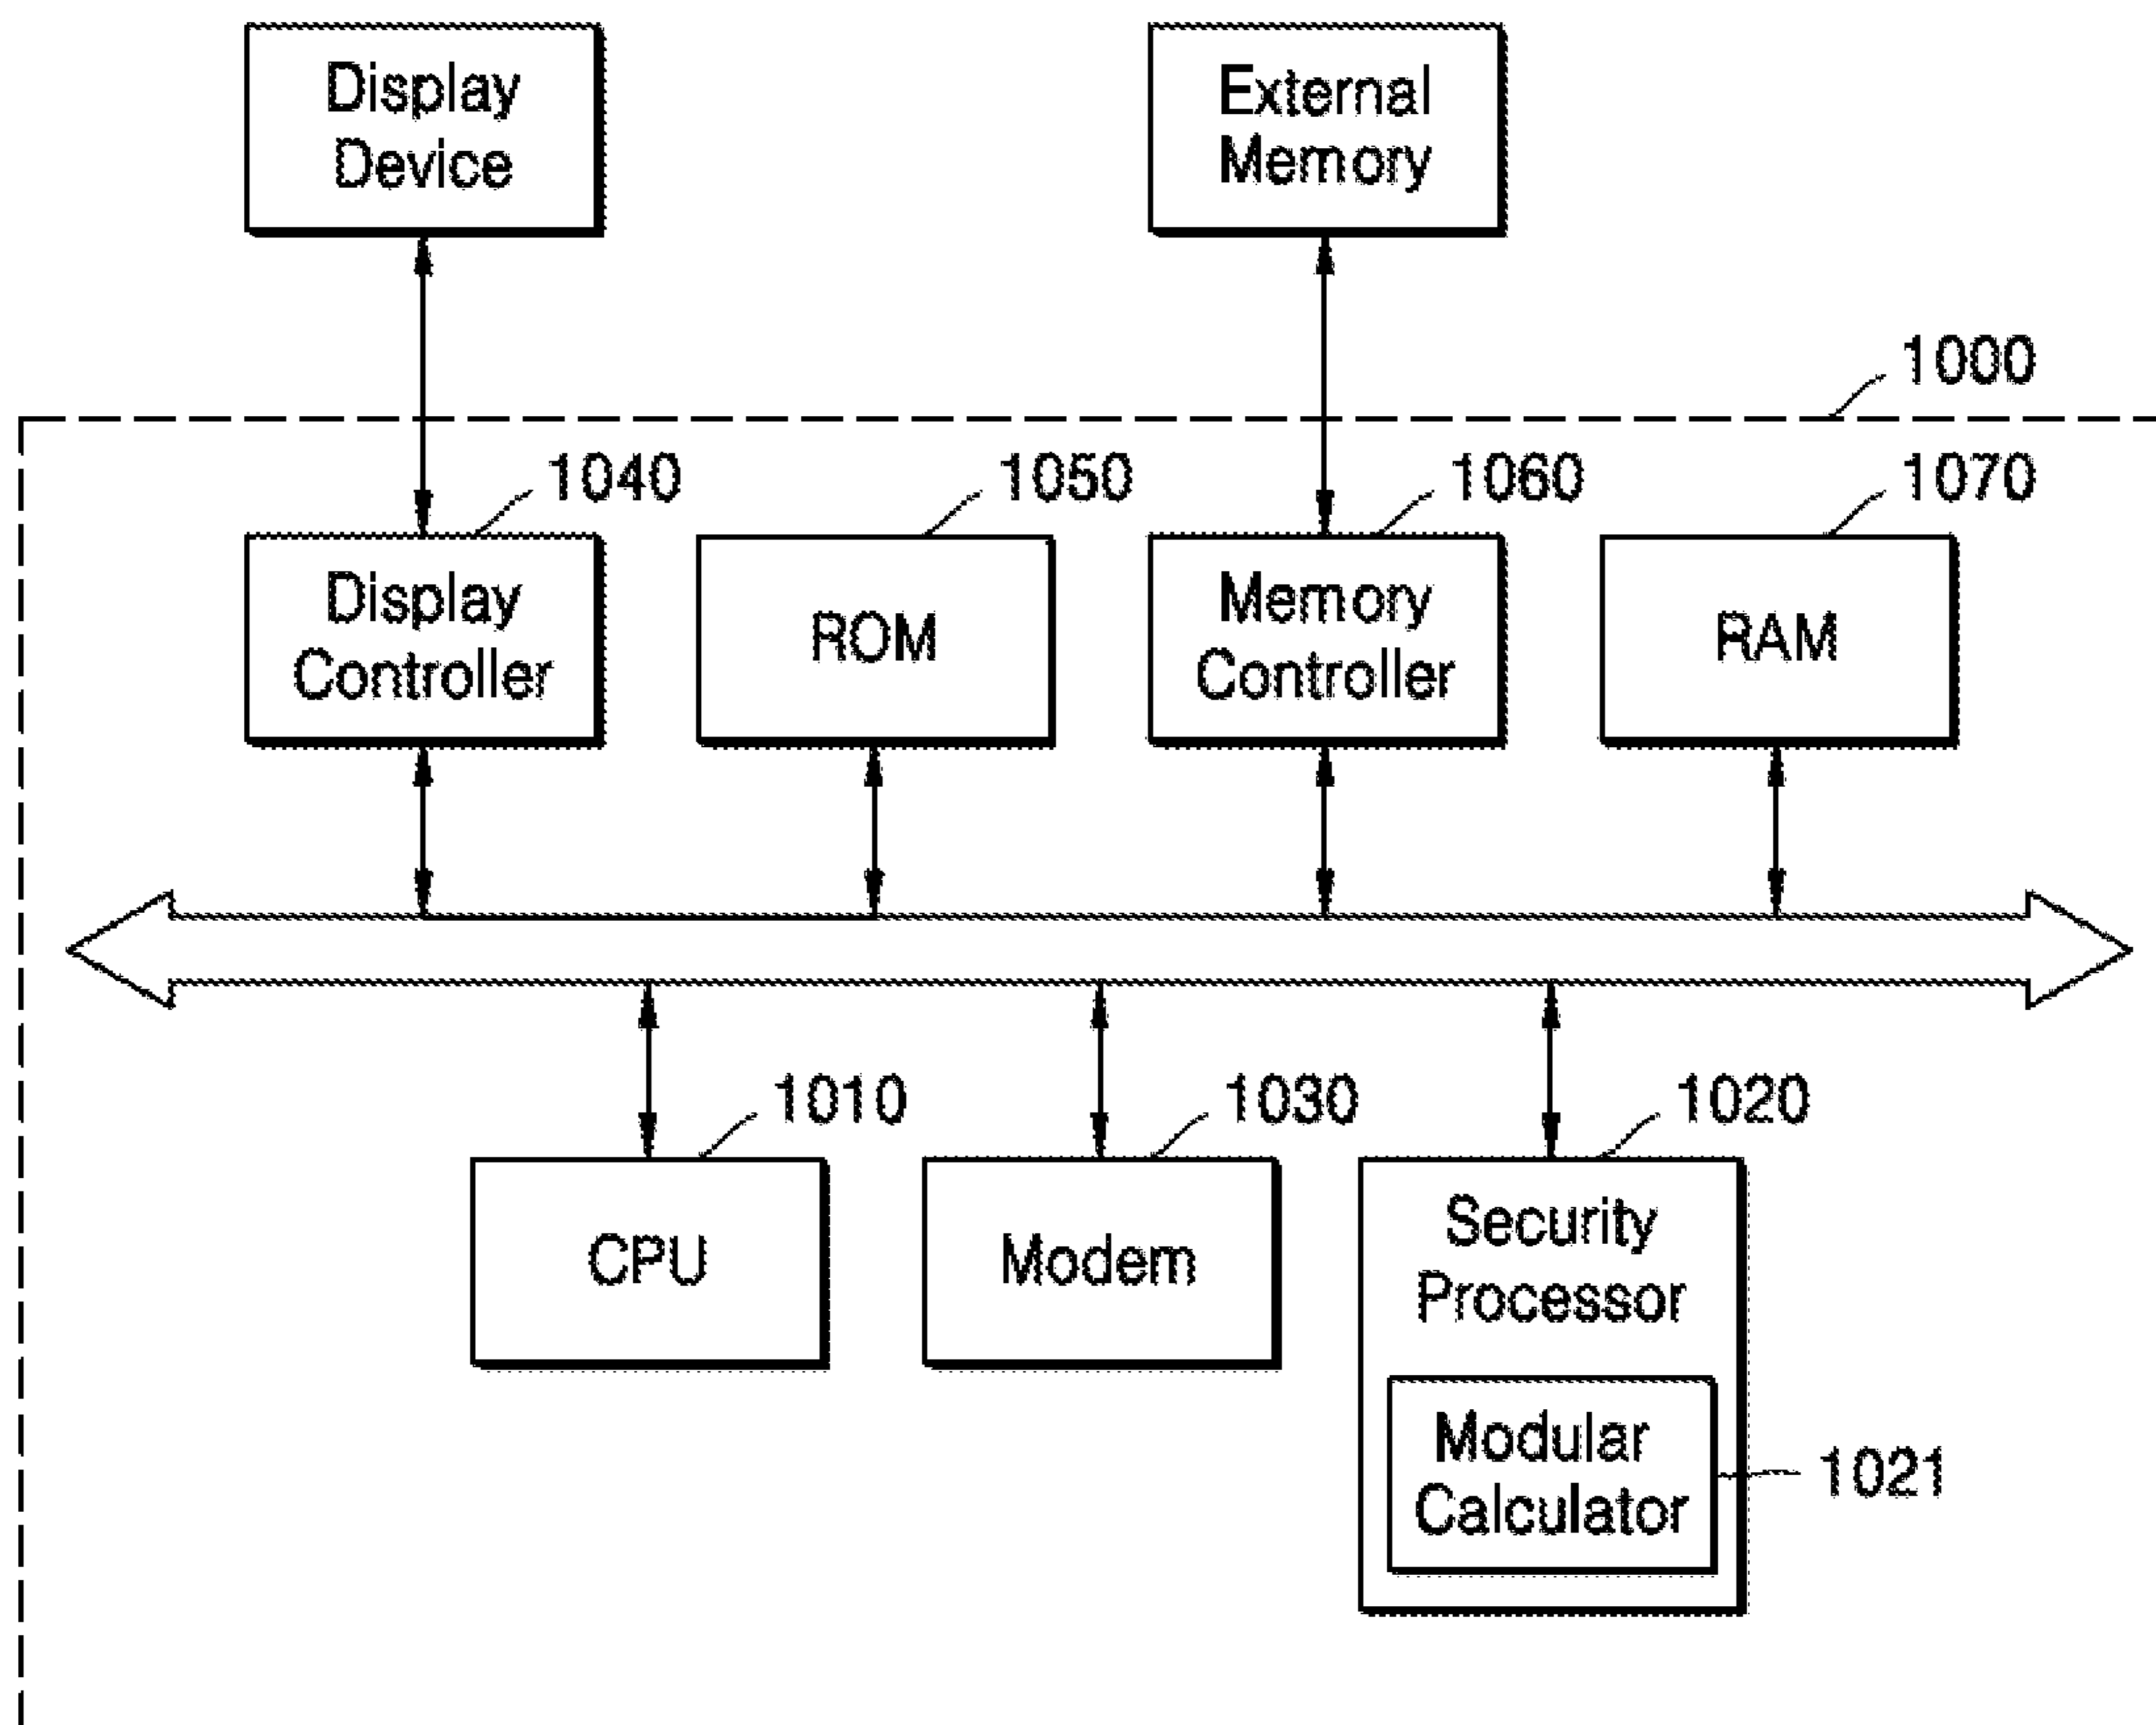 Display
Device
External
Memory
1000
1040
1050
1060
1070
Display
Controller
ROM
Memory
Controller
RAM
1010
1030
1020
CPU
Modem
Security
Processor
Modular
Calculator
1021